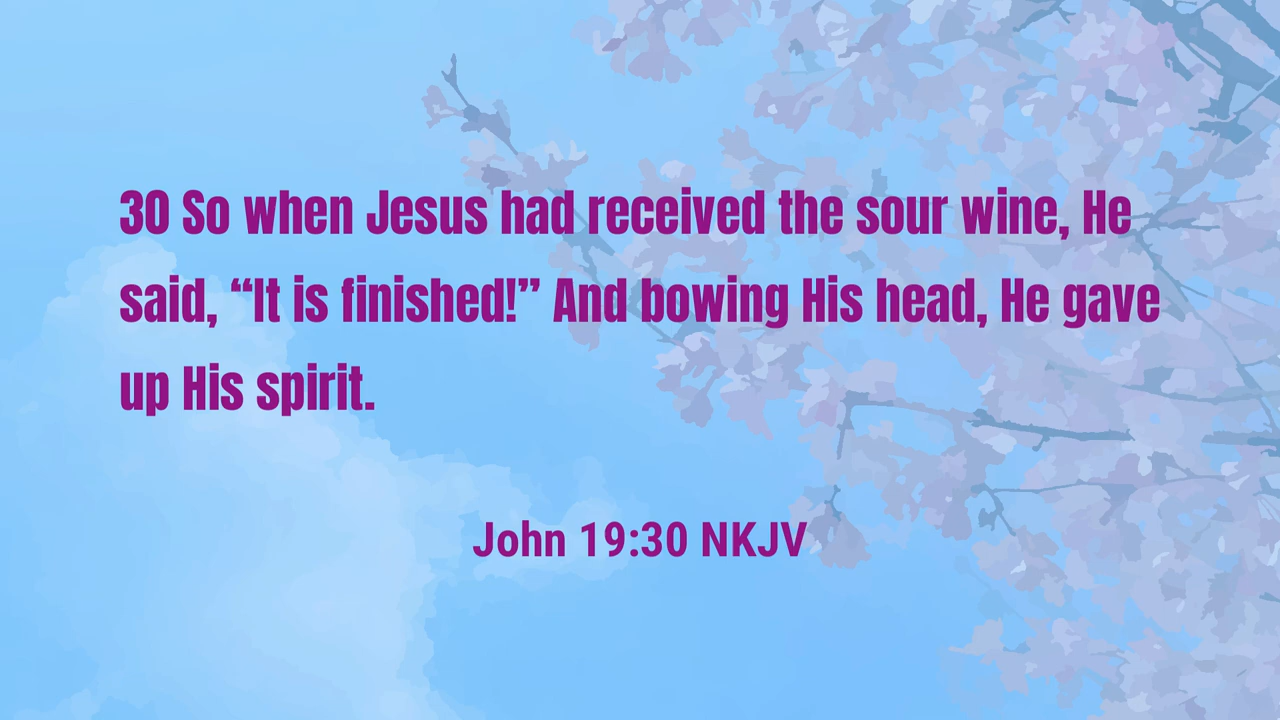 30 So when Jesus had received the sour wine, He
said, “It is finished!” And bowing His head, He gave
up His spirit.
John 19:30 NKJV